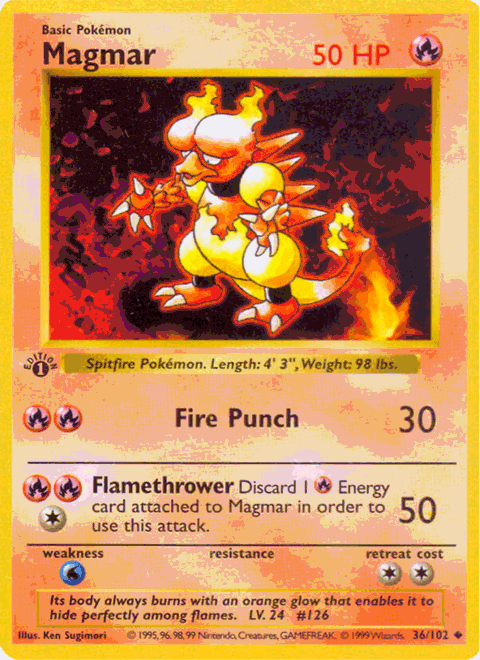 Basic Pokémon
Magmar 50 HP
EDITION 1
Spitfire Pokémon. Length: 4' 3", Weight: 98 lbs.
Fire Punch 30
Flamethrower Discard 1 Energy
card attached to Magmar in order to
use this attack.
50
weakness resistance retreat cost
Its body always burns with an orange glow that enables it to
hide perfectly among flames. LV. 24 #126
Illus. Ken Sugimori © 1995, 96, 98, 99 Nintendo, Creatures, GAMEFREAK. © 1999 Wizards. 36/102